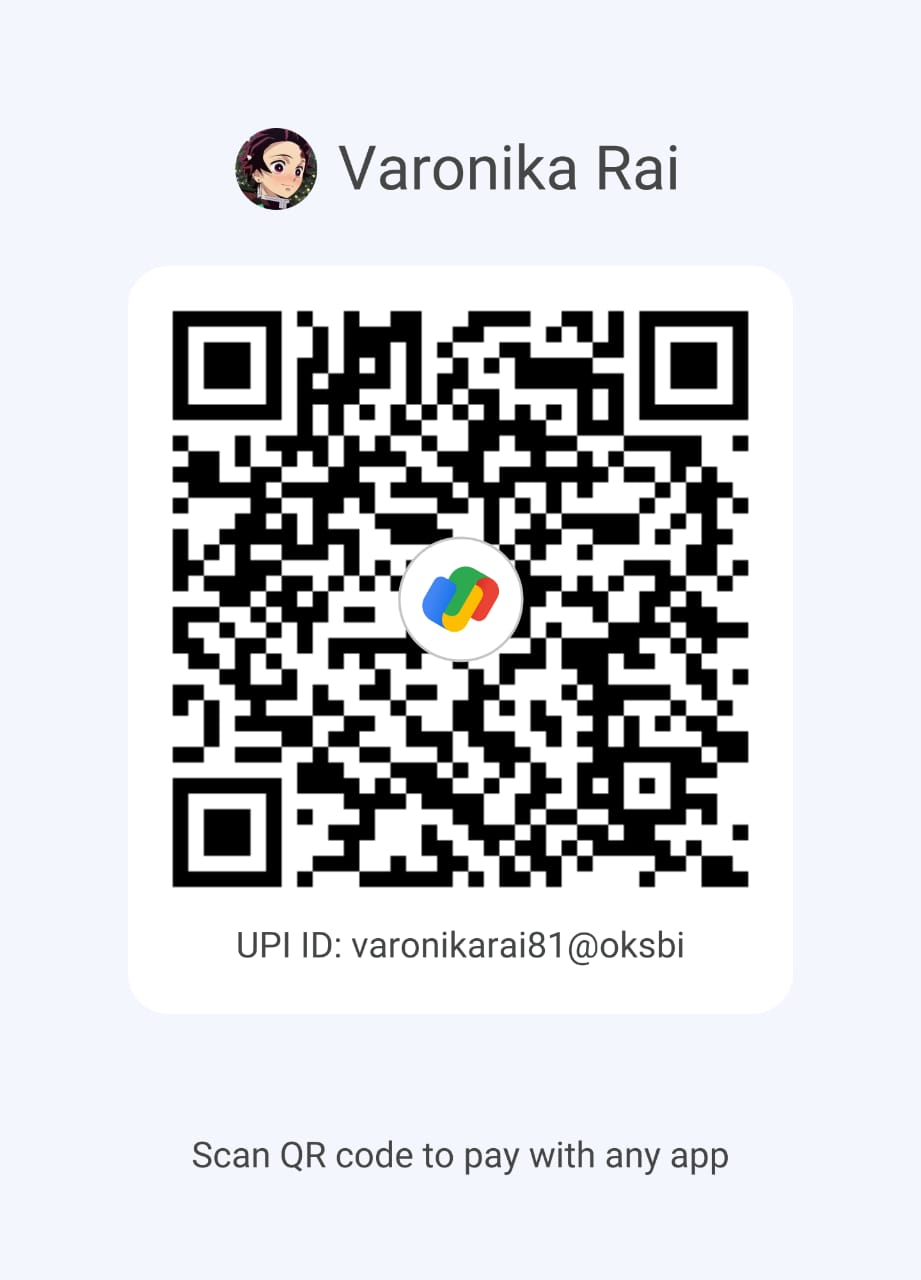 Varonika Rai
UPI ID: varonikarai81@oksbi
Scan QR code to pay with any app